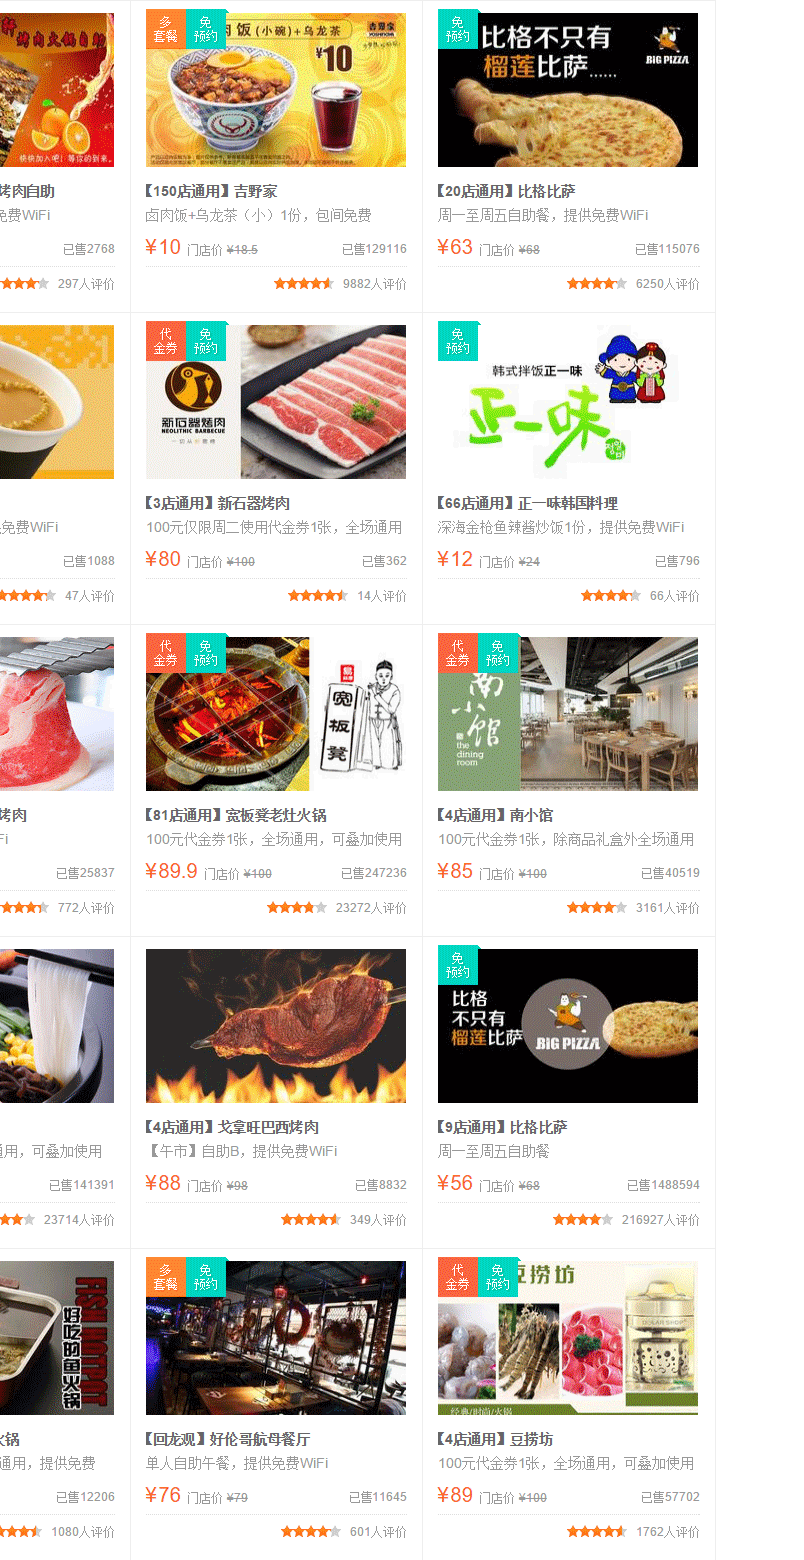 烤肉火锅自助
快快加入吧！等你的到来。
烤肉自助
免费WiFi
已售2768
297人评价
多
套餐
免
预约
肉饭(小碗)+乌龙茶
¥10
吉野家
YOSHINOYA
【150店通用】吉野家
卤肉饭+乌龙茶（小）1份，包间免费
¥10 门店价 ¥18.5
已售129116
9882人评价
免
预约
比格不只有
榴莲比萨......
BIG PIZZA
【20店通用】比格比萨
周一至周五自助餐，提供免费WiFi
¥63 门店价 ¥68
已售115076
6250人评价
免费WiFi
已售1088
47人评价
代
金券
免
预约
新石器烤肉
NEOLITHIC BARBECUE
【3店通用】新石器烤肉
100元仅限周二使用代金券1张，全场通用
¥80 门店价 ¥100
已售362
14人评价
免
预约
韩式拌饭正一味
正一味
정일미
【66店通用】正一味韩国料理
深海金枪鱼辣酱炒饭1份，提供免费WiFi
¥12 门店价 ¥24
已售796
66人评价
烤肉
Fi
已售25837
772人评价
代
金券
免
预约
宽板凳
【81店通用】宽板凳老灶火锅
100元代金券1张，全场通用，可叠加使用
¥89.9 门店价 ¥100
已售247236
23272人评价
代
金券
免
预约
南小馆
the
dining
room
【4店通用】南小馆
100元代金券1张，除商品礼盒外全场通用
¥85 门店价 ¥100
已售40519
3161人评价
通用，可叠加使用
已售141391
23714人评价
【4店通用】戈拿旺巴西烤肉
【午市】自助B，提供免费WiFi
¥88 门店价 ¥98
已售8832
349人评价
免
预约
比格
不只有
榴莲比萨
BIG PIZZA
【9店通用】比格比萨
周一至周五自助餐
¥56 门店价 ¥68
已售1488594
216927人评价
好吃的鱼火锅
FISH HOTPOT
火锅
通用，提供免费
已售12206
1080人评价
多
套餐
免
预约
【回龙观】好伦哥航母餐厅
单人自助午餐，提供免费WiFi
¥76 门店价 ¥79
已售11645
601人评价
代
金券
免
预约
豆捞坊
DOLAR SHOP
经典/时尚/火锅
【4店通用】豆捞坊
100元代金券1张，全场通用，可叠加使用
¥89 门店价 ¥100
已售57702
1762人评价